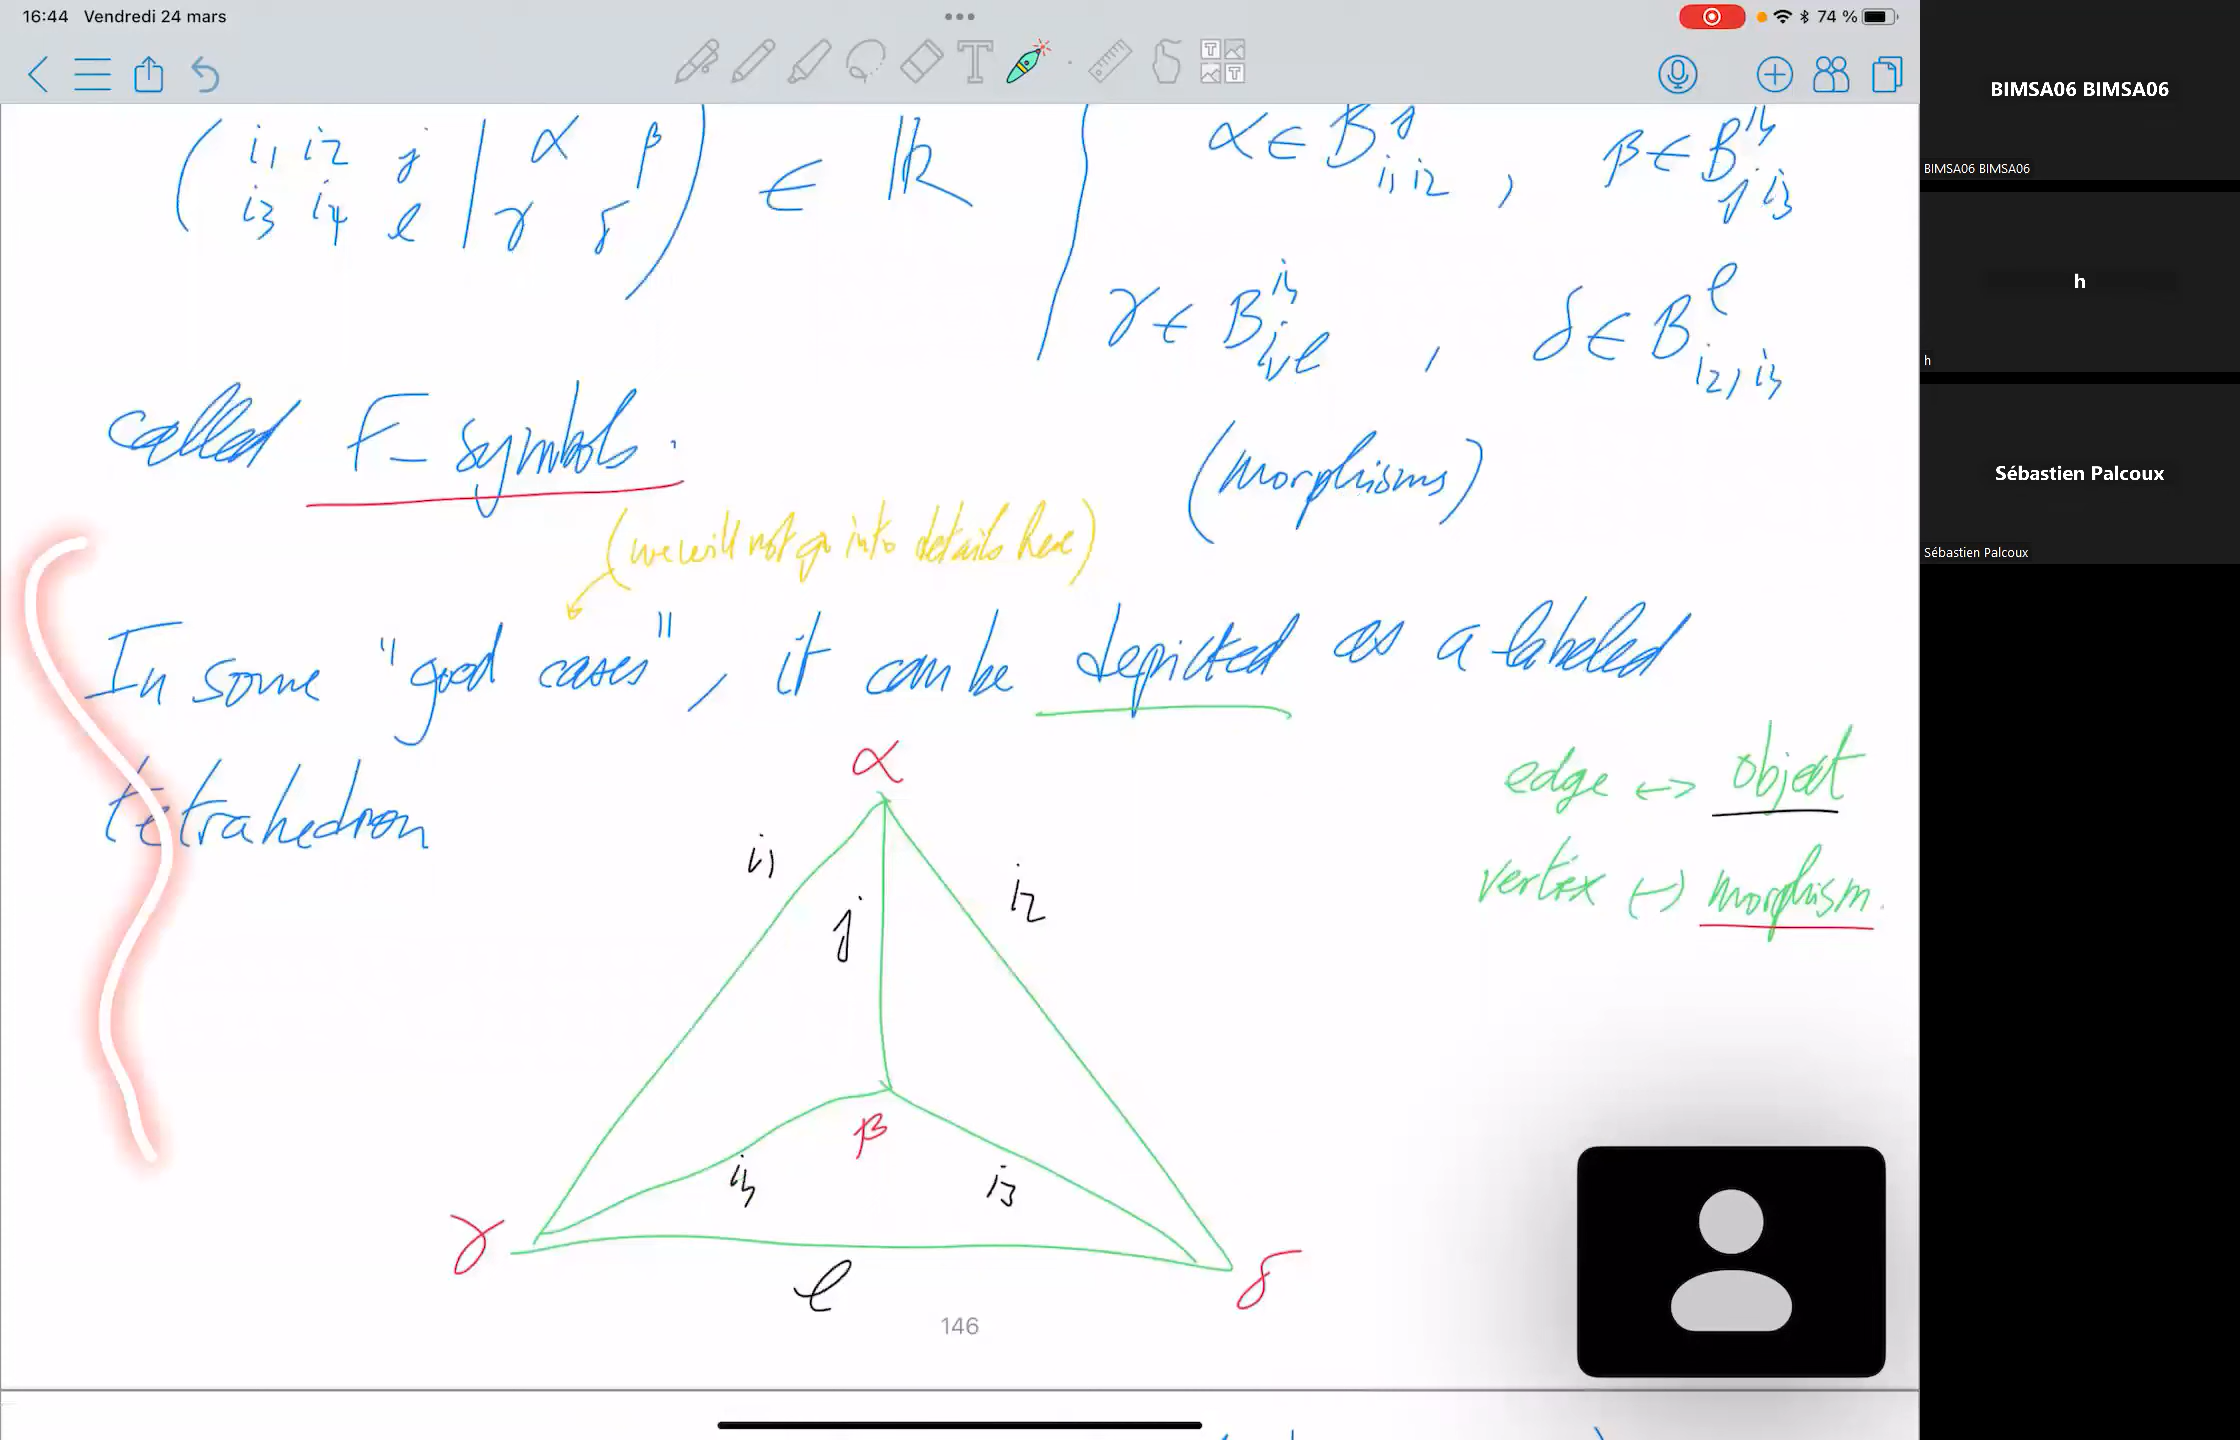 16:44 Vendredi 24 mars
74 %
( i1 i2 j | α β
i3 i4 l | γ δ ) ∈ 𝕜
α ∈ B^j_{i1 i2} , β ∈ B^{i4}_{j i3}
γ ∈ B^{i4}_{i1 l} , δ ∈ B^l_{i2, i3}
called F-symbols.
(morphisms)
(we will not go into details here)
In some "good cases", it can be depicted as a labeled
tetrahedron
edge ↔ object
vertex ↔ morphism.
α
i1
j
i2
β
i4
i3
γ
l
δ
146
BIMSA06 BIMSA06
BIMSA06 BIMSA06
h
h
Sébastien Palcoux
Sébastien Palcoux